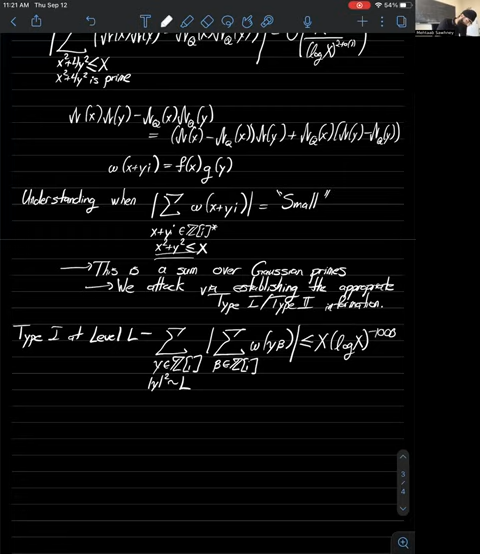 11:21 AM Thu Sep 12
54%
Mehtaab Sawhney
x²+4y² ≤ X
x²+4y² is prime
(log X)
Λ(x)Λ(y) − Λ_Q(x)Λ_Q(y)
= (Λ(x) − Λ_Q(x))Λ(y) + Λ_Q(x)(Λ(y) − Λ_Q(y))
ω(x+yi) = f(x)g(y)
Understanding when |∑ ω(x+yi)| = "Small"
x+yi ∈ ℤ[i]*
x²+y² ≤ X
→ This is a sum over Gaussian primes
→ We attack via establishing the appropriate
Type I / Type II information.
Type I at Level L − ∑ |∑ ω(γβ)| ≤ X(log X)^-1000
γ∈ℤ[i] β∈ℤ[i]
|γ|² ~ L
3
4